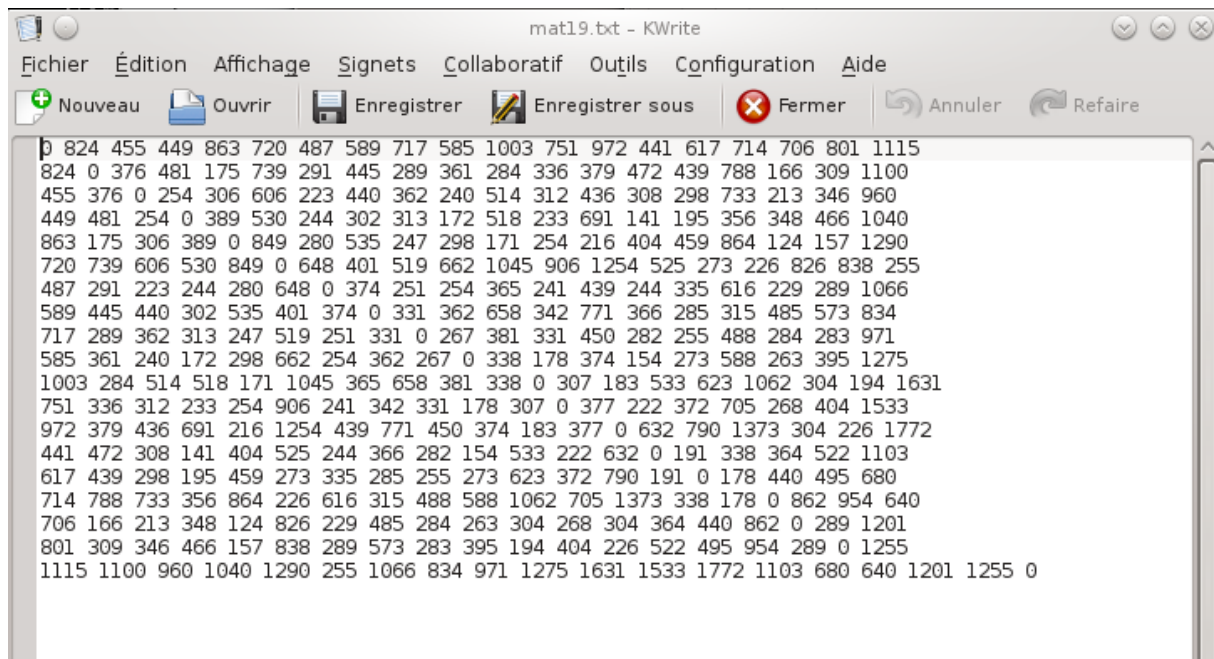 mat19.txt – KWrite
Fichier Édition Affichage Signets Collaboratif Outils Configuration Aide
Nouveau Ouvrir Enregistrer Enregistrer sous Fermer Annuler Refaire
0 824 455 449 863 720 487 589 717 585 1003 751 972 441 617 714 706 801 1115
824 0 376 481 175 739 291 445 289 361 284 336 379 472 439 788 166 309 1100
455 376 0 254 306 606 223 440 362 240 514 312 436 308 298 733 213 346 960
449 481 254 0 389 530 244 302 313 172 518 233 691 141 195 356 348 466 1040
863 175 306 389 0 849 280 535 247 298 171 254 216 404 459 864 124 157 1290
720 739 606 530 849 0 648 401 519 662 1045 906 1254 525 273 226 826 838 255
487 291 223 244 280 648 0 374 251 254 365 241 439 244 335 616 229 289 1066
589 445 440 302 535 401 374 0 331 362 658 342 771 366 285 315 485 573 834
717 289 362 313 247 519 251 331 0 267 381 331 450 282 255 488 284 283 971
585 361 240 172 298 662 254 362 267 0 338 178 374 154 273 588 263 395 1275
1003 284 514 518 171 1045 365 658 381 338 0 307 183 533 623 1062 304 194 1631
751 336 312 233 254 906 241 342 331 178 307 0 377 222 372 705 268 404 1533
972 379 436 691 216 1254 439 771 450 374 183 377 0 632 790 1373 304 226 1772
441 472 308 141 404 525 244 366 282 154 533 222 632 0 191 338 364 522 1103
617 439 298 195 459 273 335 285 255 273 623 372 790 191 0 178 440 495 680
714 788 733 356 864 226 616 315 488 588 1062 705 1373 338 178 0 862 954 640
706 166 213 348 124 826 229 485 284 263 304 268 304 364 440 862 0 289 1201
801 309 346 466 157 838 289 573 283 395 194 404 226 522 495 954 289 0 1255
1115 1100 960 1040 1290 255 1066 834 971 1275 1631 1533 1772 1103 680 640 1201 1255 0